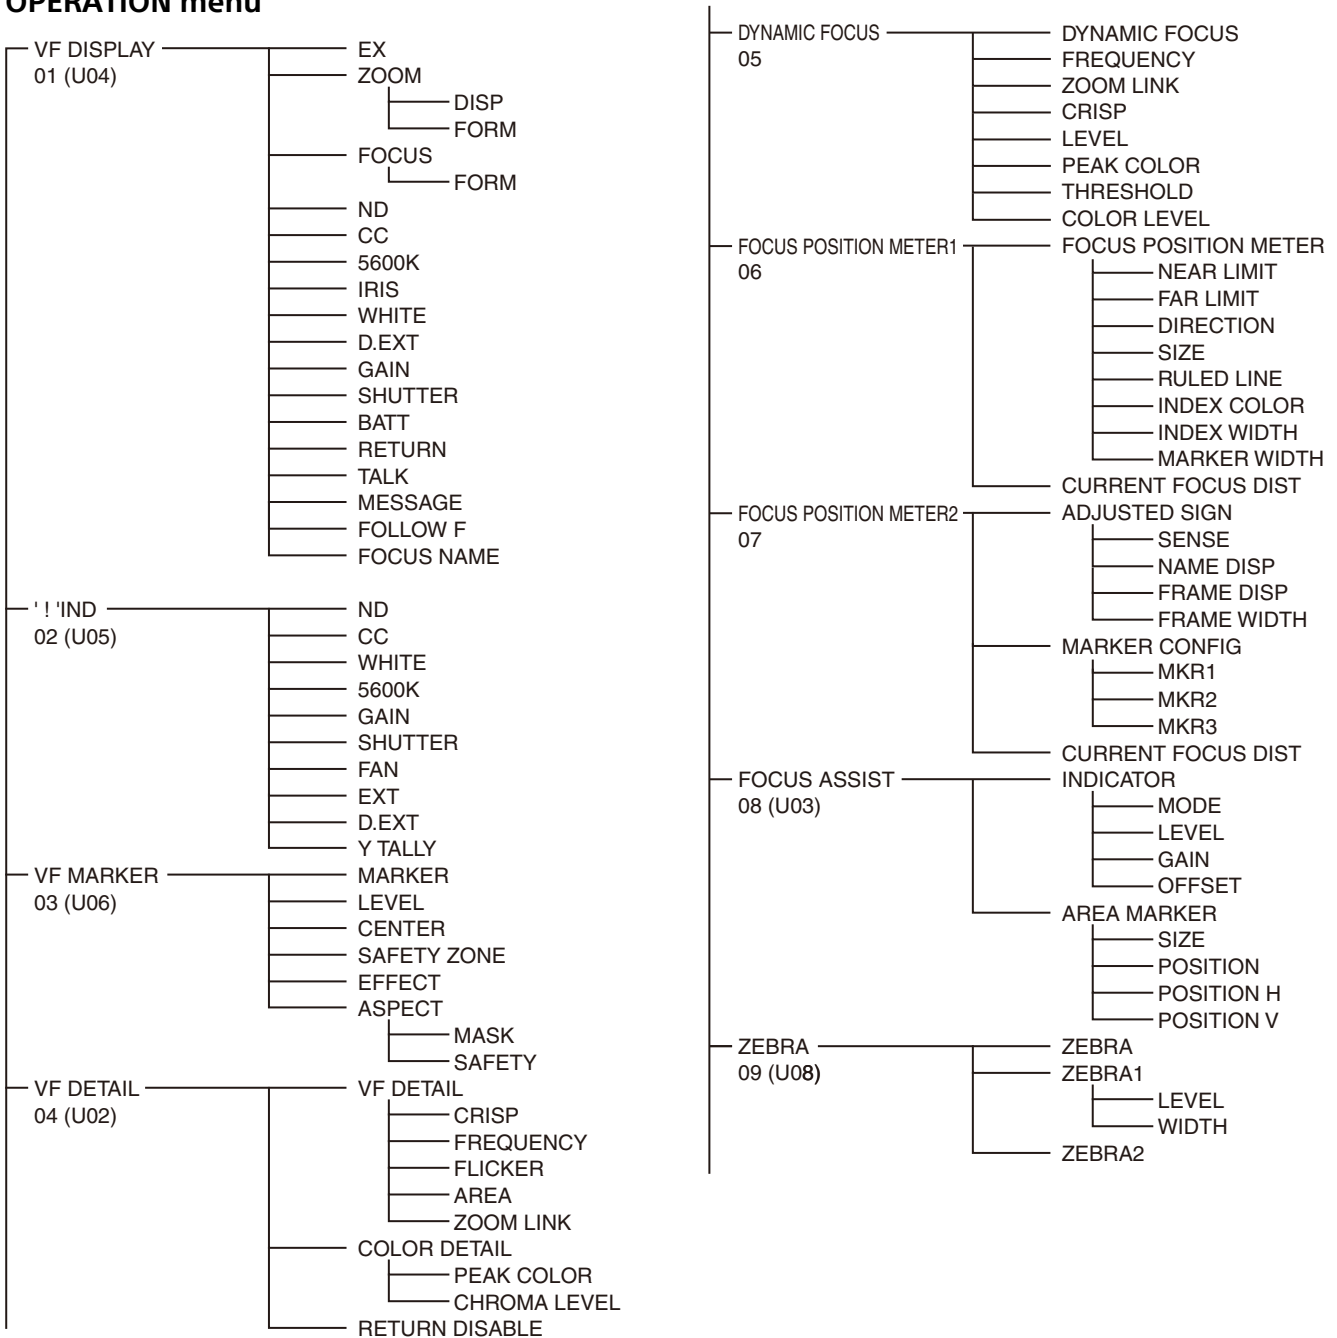 OPERATION menu
VF DISPLAY
01 (U04)
EX
ZOOM
DISP
FORM
FOCUS
FORM
ND
CC
5600K
IRIS
WHITE
D.EXT
GAIN
SHUTTER
BATT
RETURN
TALK
MESSAGE
FOLLOW F
FOCUS NAME
' ! 'IND
02 (U05)
ND
CC
WHITE
5600K
GAIN
SHUTTER
FAN
EXT
D.EXT
Y TALLY
VF MARKER
03 (U06)
MARKER
LEVEL
CENTER
SAFETY ZONE
EFFECT
ASPECT
MASK
SAFETY
VF DETAIL
04 (U02)
VF DETAIL
CRISP
FREQUENCY
FLICKER
AREA
ZOOM LINK
COLOR DETAIL
PEAK COLOR
CHROMA LEVEL
RETURN DISABLE
DYNAMIC FOCUS
05
DYNAMIC FOCUS
FREQUENCY
ZOOM LINK
CRISP
LEVEL
PEAK COLOR
THRESHOLD
COLOR LEVEL
FOCUS POSITION METER1
06
FOCUS POSITION METER
NEAR LIMIT
FAR LIMIT
DIRECTION
SIZE
RULED LINE
INDEX COLOR
INDEX WIDTH
MARKER WIDTH
CURRENT FOCUS DIST
FOCUS POSITION METER2
07
ADJUSTED SIGN
SENSE
NAME DISP
FRAME DISP
FRAME WIDTH
MARKER CONFIG
MKR1
MKR2
MKR3
CURRENT FOCUS DIST
FOCUS ASSIST
08 (U03)
INDICATOR
MODE
LEVEL
GAIN
OFFSET
AREA MARKER
SIZE
POSITION
POSITION H
POSITION V
ZEBRA
09 (U08)
ZEBRA
ZEBRA1
LEVEL
WIDTH
ZEBRA2